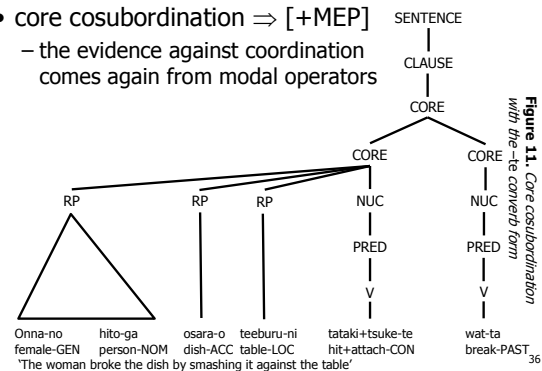 • core cosubordination ⇒ [+MEP]
– the evidence against coordination
comes again from modal operators
SENTENCE
CLAUSE
CORE
CORE CORE
RP RP RP NUC NUC
PRED PRED
V V
Onna-no hito-ga osara-o teeburu-ni tataki+tsuke-te wat-ta
female-GEN person-NOM dish-ACC table-LOC hit+attach-CON break-PAST
‘The woman broke the dish by smashing it against the table’
Figure 11. Core cosubordination
with the –te converb form
36